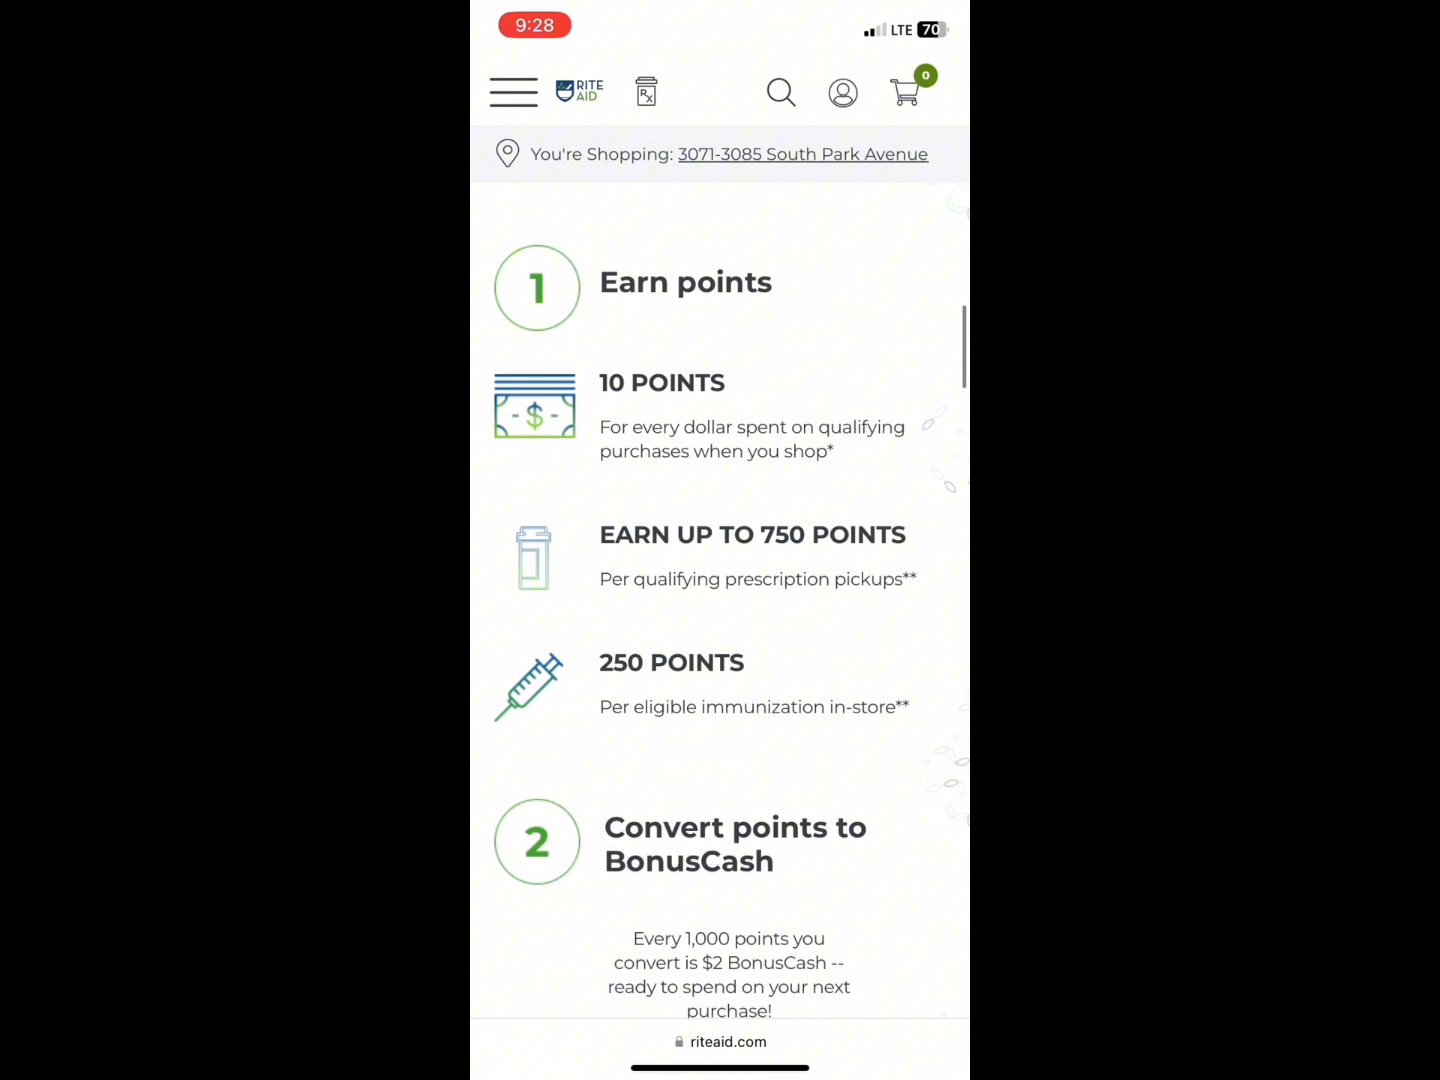 9:28
LTE 70
RITE
AID
Rx
0
You're Shopping: 3071-3085 South Park Avenue
1
Earn points
$
10 POINTS
For every dollar spent on qualifying
purchases when you shop*
EARN UP TO 750 POINTS
Per qualifying prescription pickups**
250 POINTS
Per eligible immunization in-store**
2
Convert points to
BonusCash
Every 1,000 points you
convert is $2 BonusCash --
ready to spend on your next
purchase!
riteaid.com